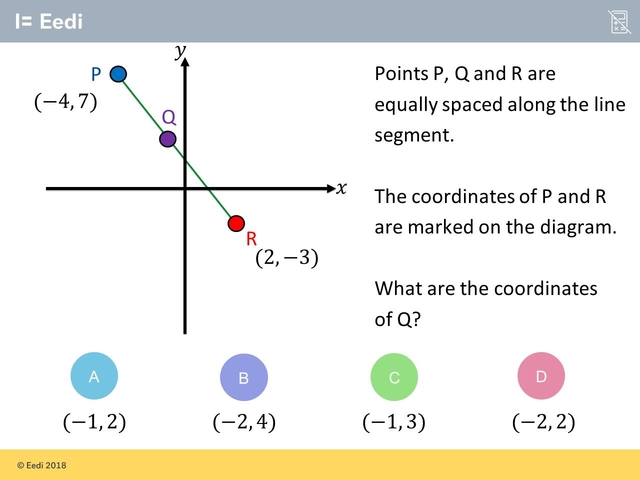 I= Eedi
y
P
(−4, 7)
Q
x
R
(2, −3)
Points P, Q and R are
equally spaced along the line
segment.
The coordinates of P and R
are marked on the diagram.
What are the coordinates
of Q?
A
B
C
D
(−1, 2)
(−2, 4)
(−1, 3)
(−2, 2)
© Eedi 2018